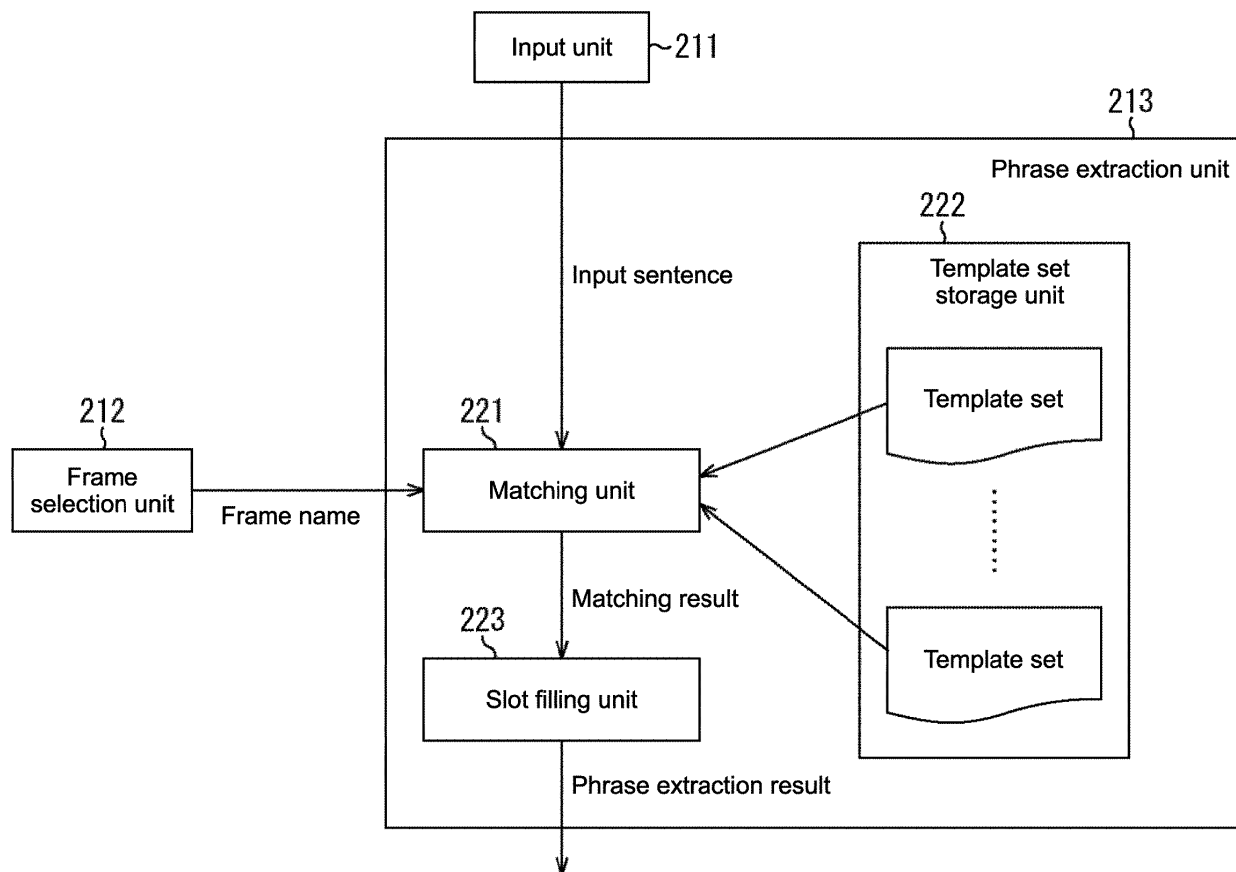 Input unit
211
213
Phrase extraction unit
222
Template set
storage unit
Input sentence
Template set
212
221
Frame
selection unit
Frame name
Matching unit
Matching result
223
Template set
Slot filling unit
Phrase extraction result